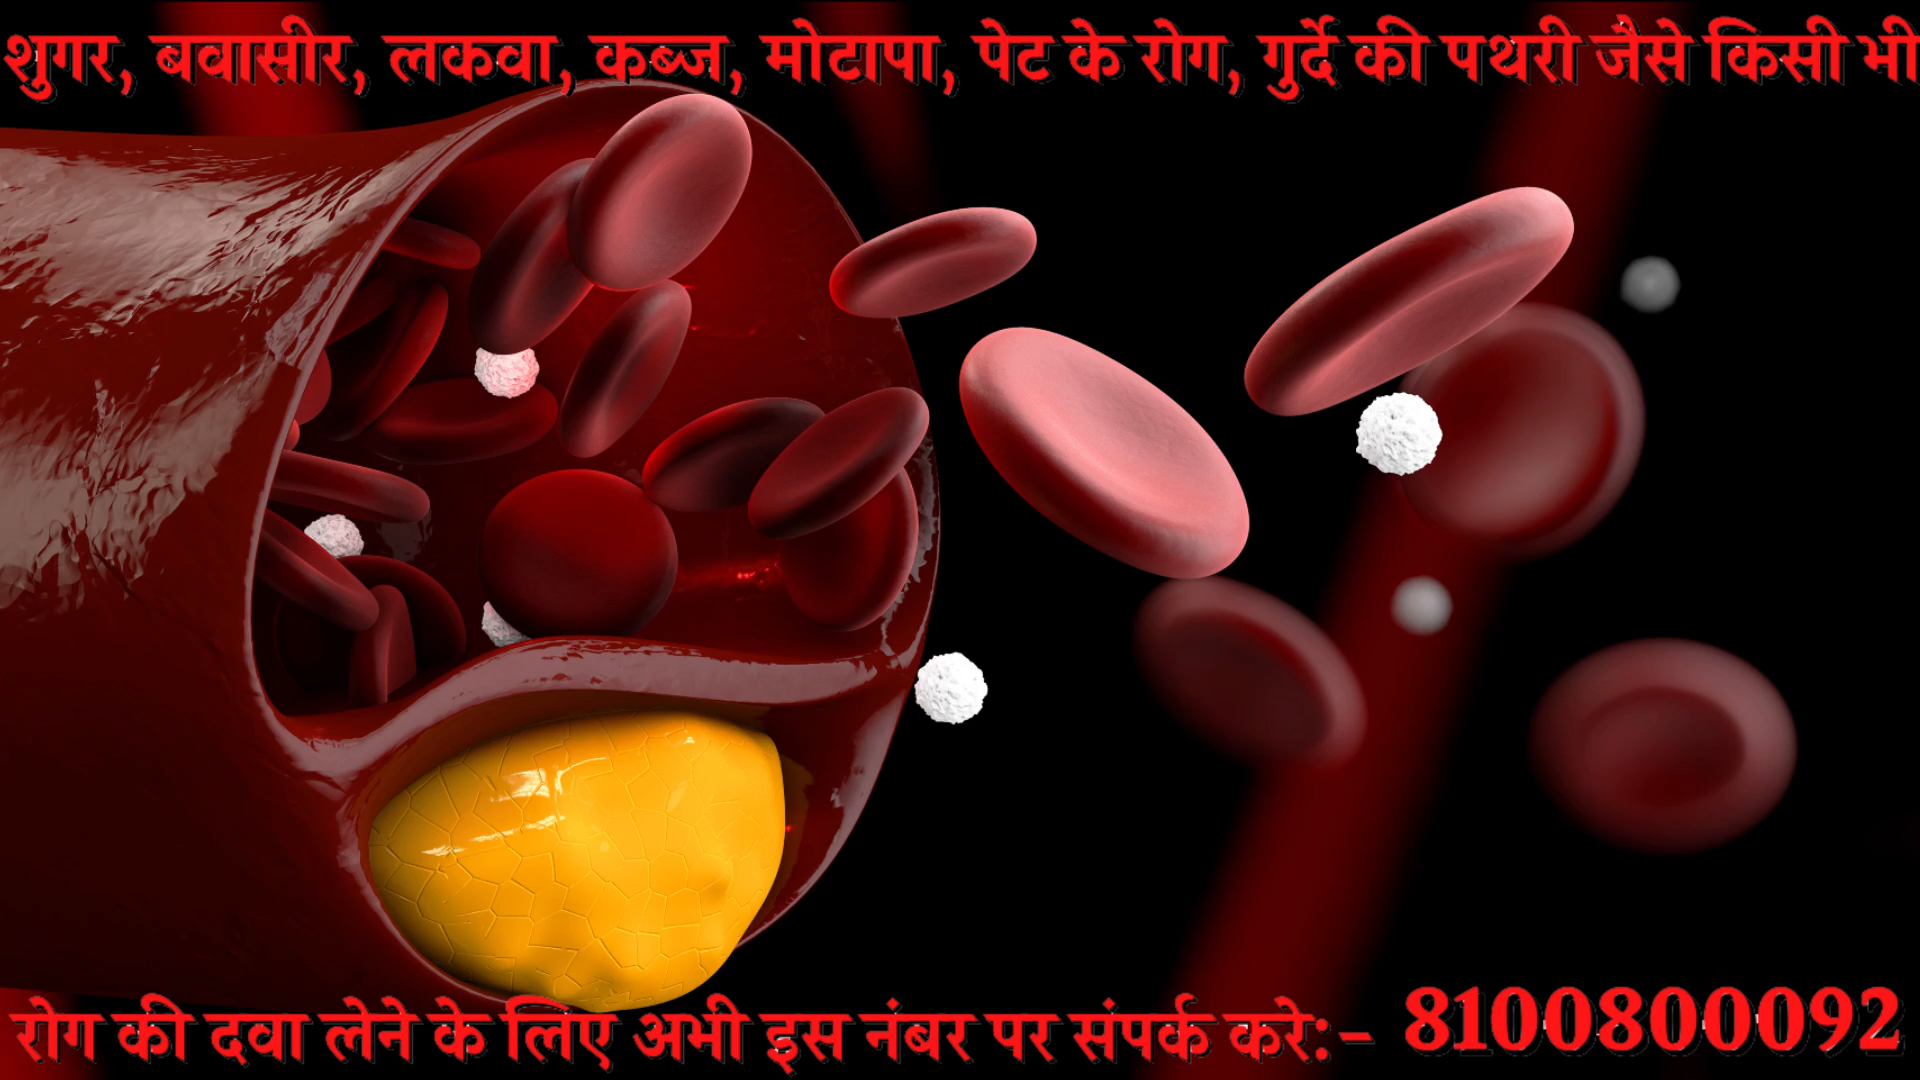 शुगर, बवासीर, लकवा, कब्ज, मोटापा, पेट के रोग, गुर्दे की पथरी जैसे किसी भी
रोग की दवा लेने के लिए अभी इस नंबर पर संपर्क करे:- 8100800092